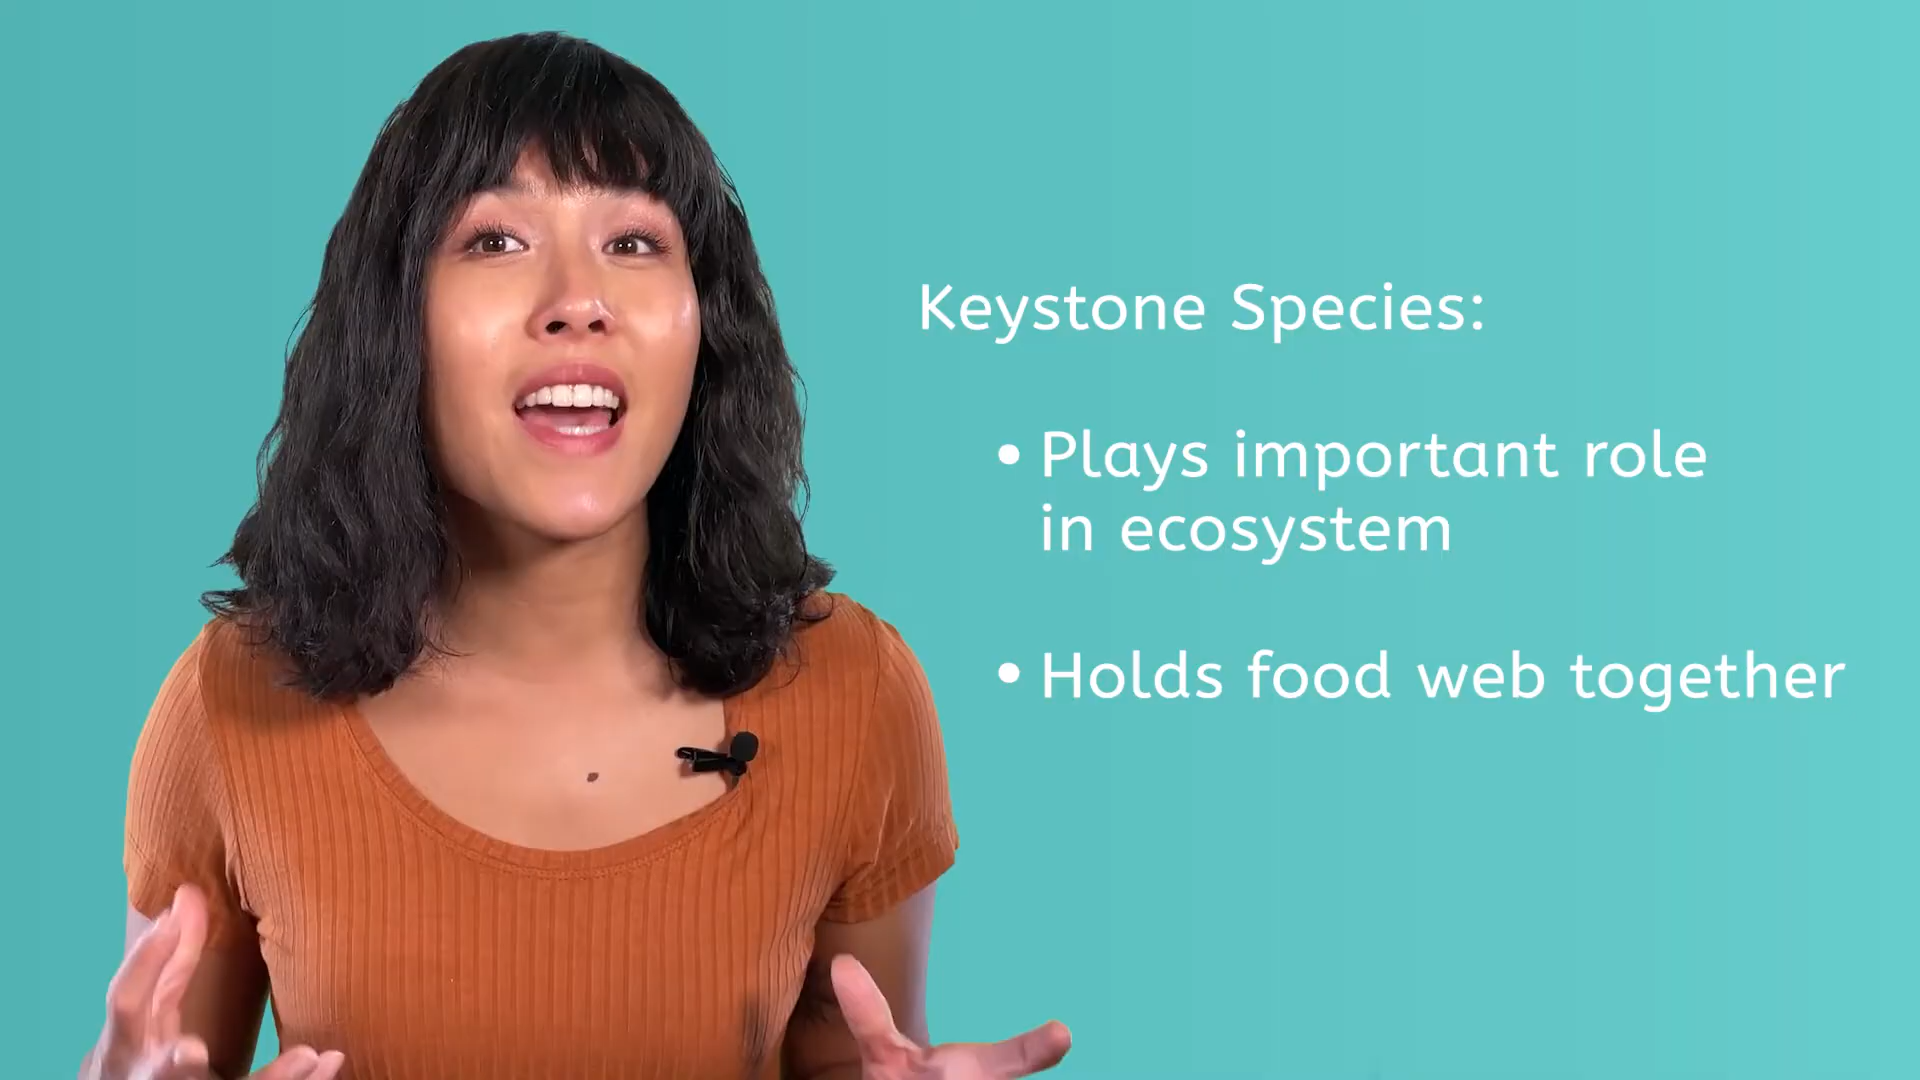 Keystone Species:
• Plays important role
in ecosystem
• Holds food web together